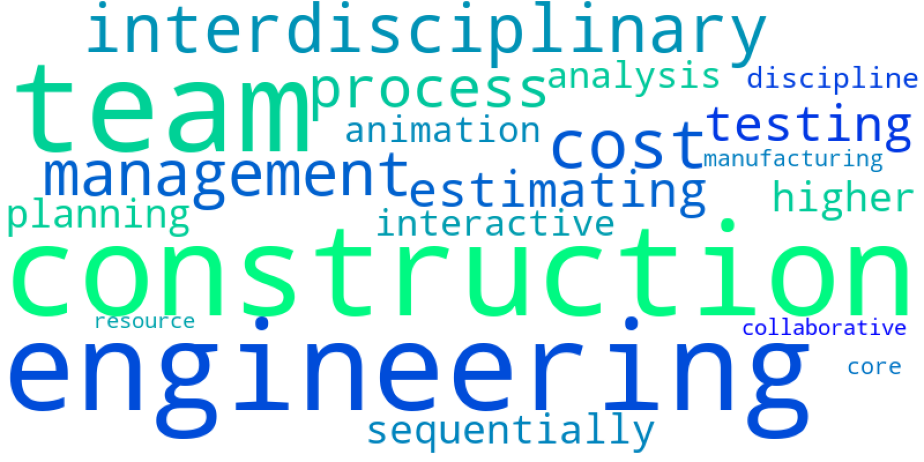 interdisciplinary
team process analysis discipline
animation cost testing
management estimating manufacturing
planning interactive higher
construction
resource collaborative
engineering core
sequentially